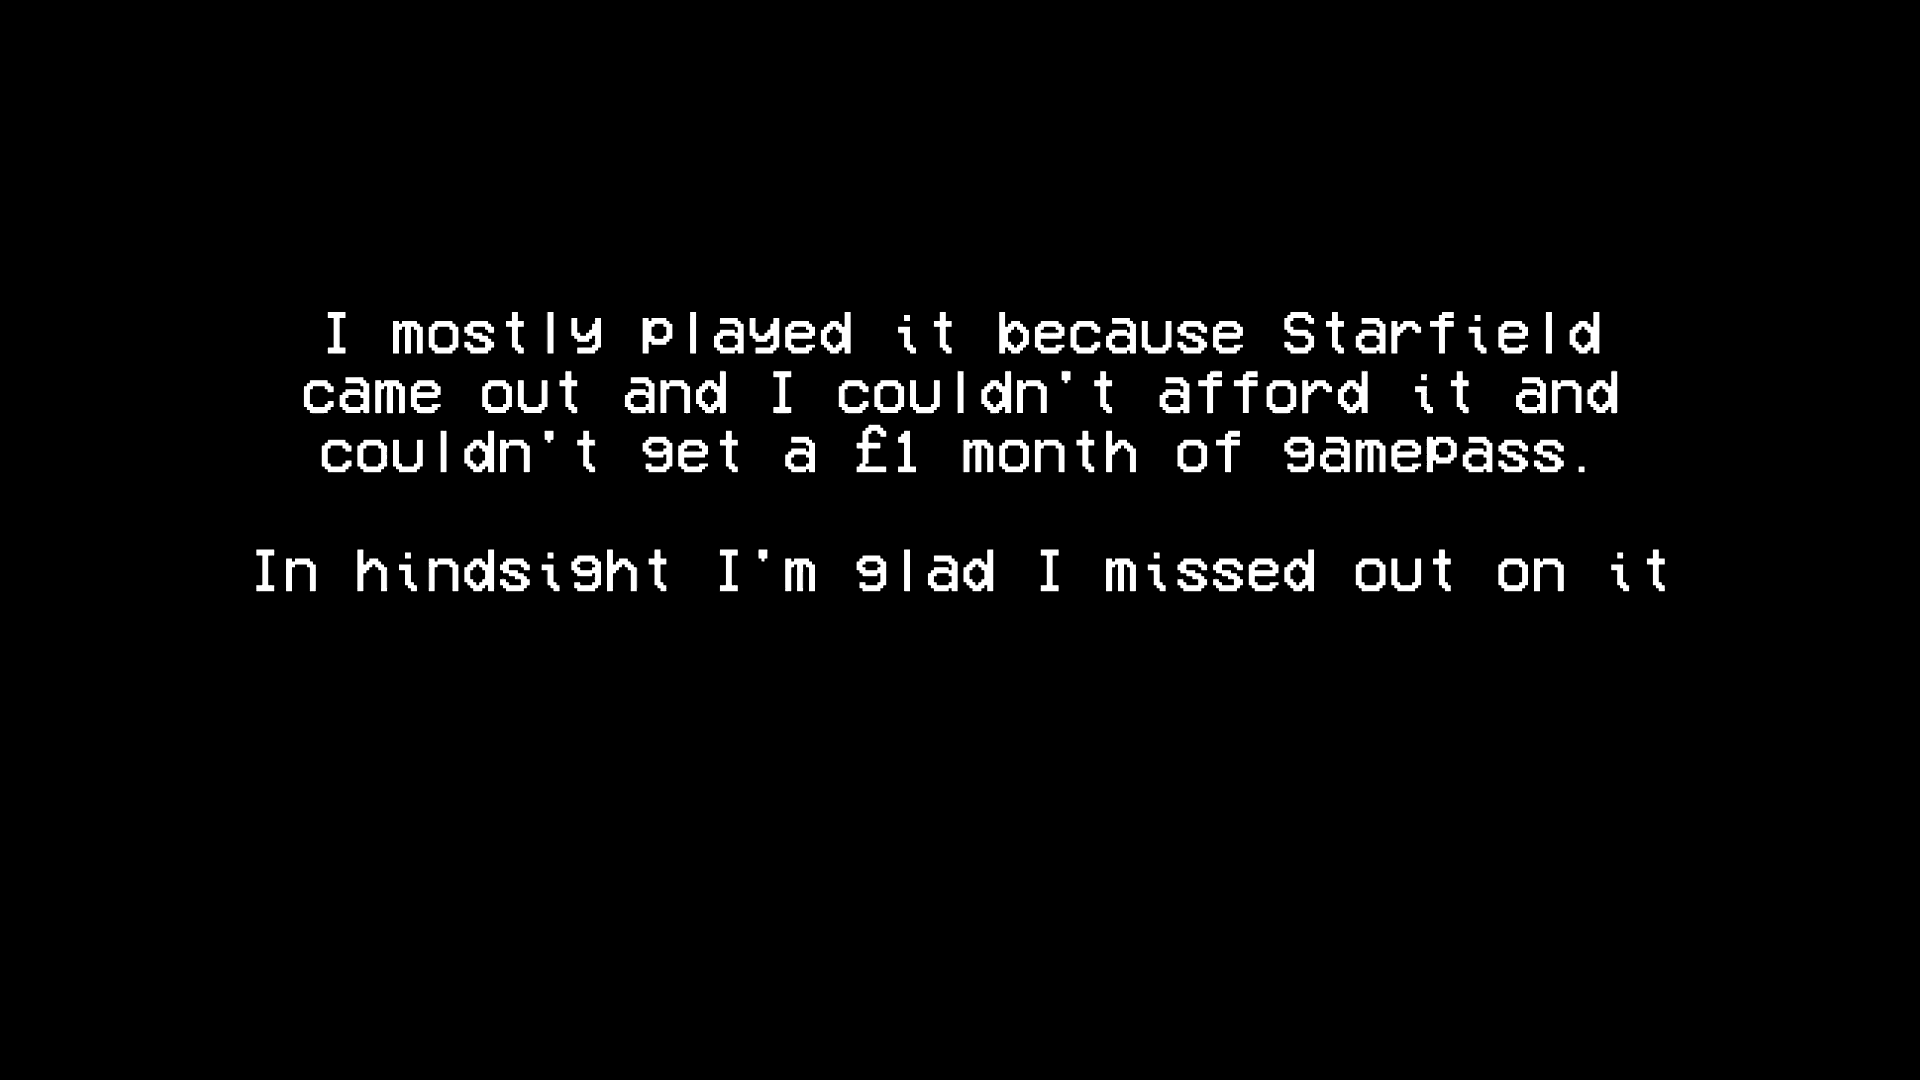 I mostly played it because Starfield
came out and I couldn't afford it and
couldn't get a £1 month of gamepass.
In hindsight I'm glad I missed out on it